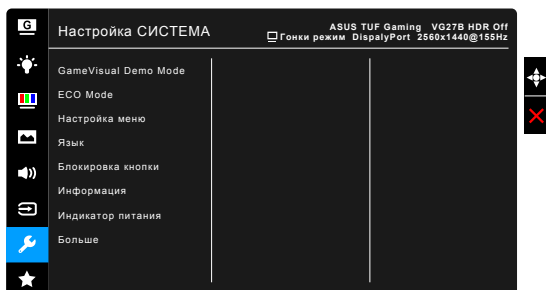 G
Настройка СИСТЕМА
ASUS TUF Gaming VG27B HDR Off
Гонки режим DispalyPort 2560x1440@155Hz
GameVisual Demo Mode
ECO Mode
Настройка меню
Язык
Блокировка кнопки
Информация
Индикатор питания
Больше